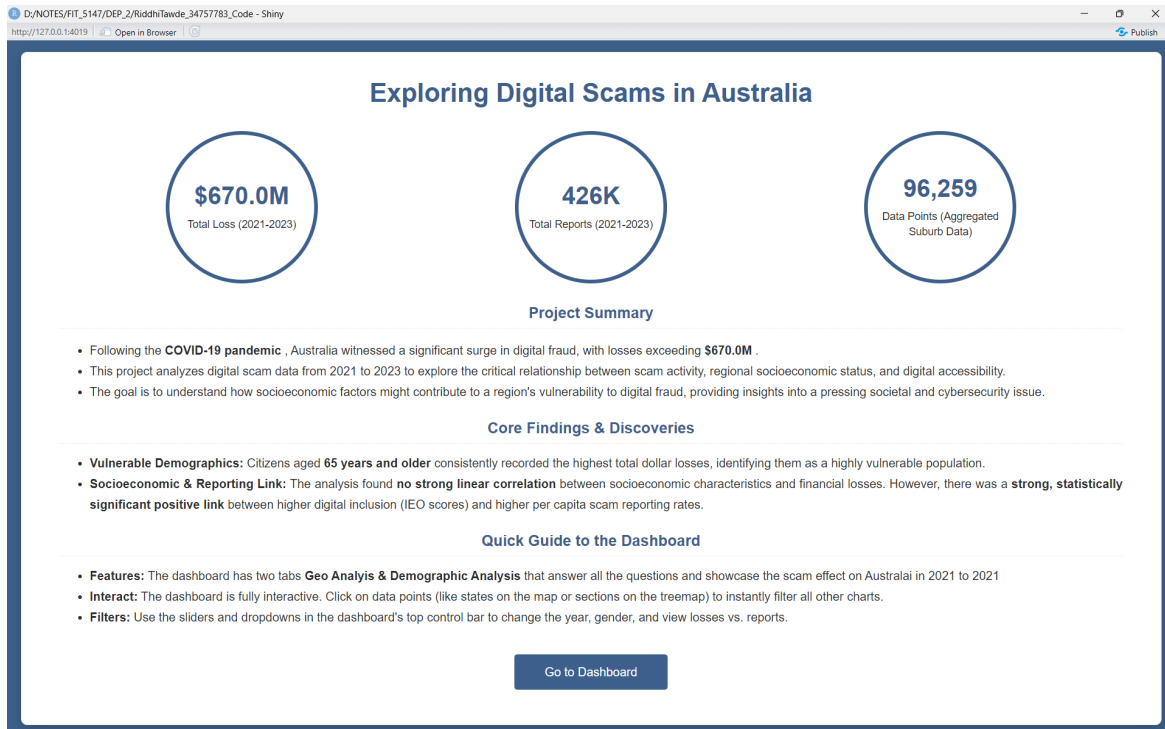 D:/NOTES/FIT_5147/DEP_2/RiddhiTawde_34757783_Code - Shiny
http://127.0.0.1:4019 Open in Browser Publish
Exploring Digital Scams in Australia
$670.0M
Total Loss (2021-2023)
426K
Total Reports (2021-2023)
96,259
Data Points (Aggregated
Suburb Data)
Project Summary
• Following the COVID-19 pandemic , Australia witnessed a significant surge in digital fraud, with losses exceeding $670.0M .
• This project analyzes digital scam data from 2021 to 2023 to explore the critical relationship between scam activity, regional socioeconomic status, and digital accessibility.
• The goal is to understand how socioeconomic factors might contribute to a region's vulnerability to digital fraud, providing insights into a pressing societal and cybersecurity issue.
Core Findings & Discoveries
• Vulnerable Demographics: Citizens aged 65 years and older consistently recorded the highest total dollar losses, identifying them as a highly vulnerable population.
• Socioeconomic & Reporting Link: The analysis found no strong linear correlation between socioeconomic characteristics and financial losses. However, there was a strong, statistically
significant positive link between higher digital inclusion (IEO scores) and higher per capita scam reporting rates.
Quick Guide to the Dashboard
• Features: The dashboard has two tabs Geo Analyis & Demographic Analysis that answer all the questions and showcase the scam effect on Australai in 2021 to 2021
• Interact: The dashboard is fully interactive. Click on data points (like states on the map or sections on the treemap) to instantly filter all other charts.
• Filters: Use the sliders and dropdowns in the dashboard's top control bar to change the year, gender, and view losses vs. reports.
Go to Dashboard